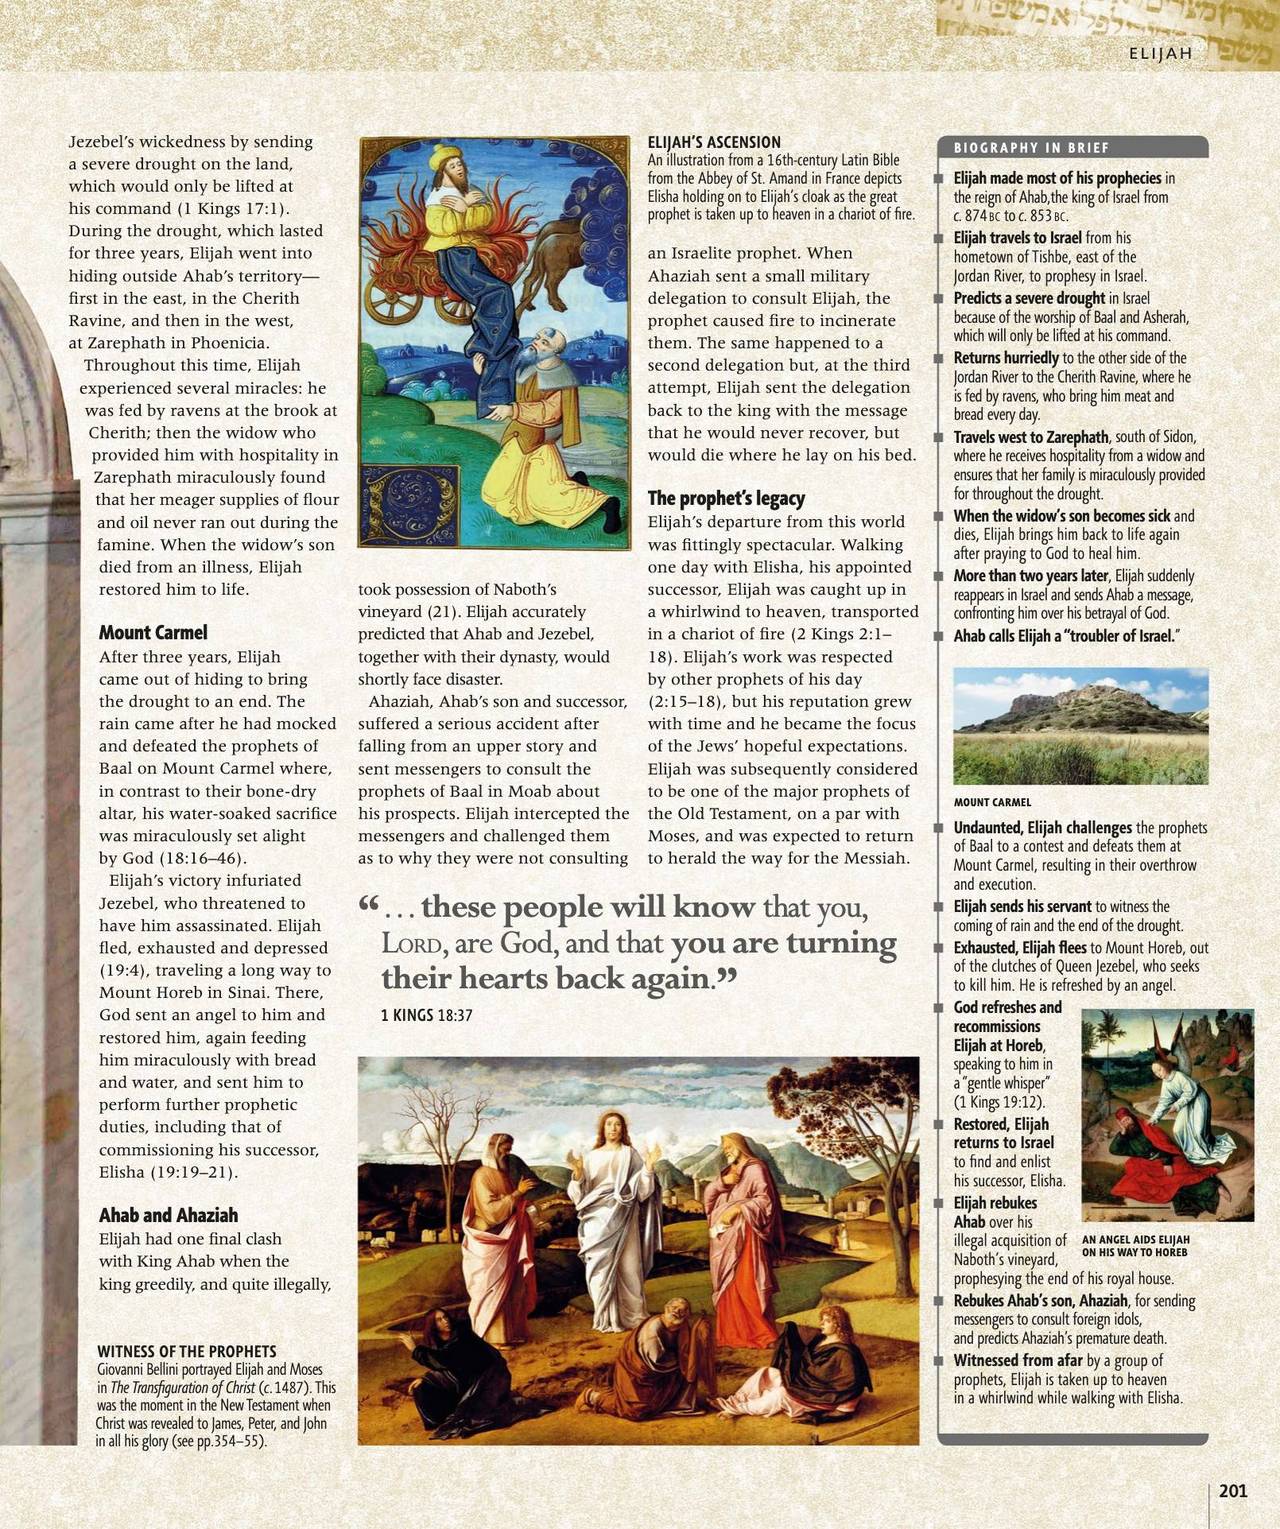 ELIJAH
Jezebel's wickedness by sending
a severe drought on the land,
which would only be lifted at
his command (1 Kings 17:1).
During the drought, which lasted
for three years, Elijah went into
hiding outside Ahab's territory—
first in the east, in the Cherith
Ravine, and then in the west,
at Zarephath in Phoenicia.
Throughout this time, Elijah
experienced several miracles: he
was fed by ravens at the brook at
Cherith; then the widow who
provided him with hospitality in
Zarephath miraculously found
that her meager supplies of flour
and oil never ran out during the
famine. When the widow's son
died from an illness, Elijah
restored him to life.
Mount Carmel
After three years, Elijah
came out of hiding to bring
the drought to an end. The
rain came after he had mocked
and defeated the prophets of
Baal on Mount Carmel where,
in contrast to their bone-dry
altar, his water-soaked sacrifice
was miraculously set alight
by God (18:16–46).
Elijah's victory infuriated
Jezebel, who threatened to
have him assassinated. Elijah
fled, exhausted and depressed
(19:4), traveling a long way to
Mount Horeb in Sinai. There,
God sent an angel to him and
restored him, again feeding
him miraculously with bread
and water, and sent him to
perform further prophetic
duties, including that of
commissioning his successor,
Elisha (19:19–21).
Ahab and Ahaziah
Elijah had one final clash
with King Ahab when the
king greedily, and quite illegally,
WITNESS OF THE PROPHETS
Giovanni Bellini portrayed Elijah and Moses
in The Transfiguration of Christ (c. 1487). This
was the moment in the New Testament when
Christ was revealed to James, Peter, and John
in all his glory (see pp.354–55).
took possession of Naboth's
vineyard (21). Elijah accurately
predicted that Ahab and Jezebel,
together with their dynasty, would
shortly face disaster.
Ahaziah, Ahab's son and successor,
suffered a serious accident after
falling from an upper story and
sent messengers to consult the
prophets of Baal in Moab about
his prospects. Elijah intercepted the
messengers and challenged them
as to why they were not consulting
ELIJAH'S ASCENSION
An illustration from a 16th-century Latin Bible
from the Abbey of St. Amand in France depicts
Elisha holding on to Elijah's cloak as the great
prophet is taken up to heaven in a chariot of fire.
an Israelite prophet. When
Ahaziah sent a small military
delegation to consult Elijah, the
prophet caused fire to incinerate
them. The same happened to a
second delegation but, at the third
attempt, Elijah sent the delegation
back to the king with the message
that he would never recover, but
would die where he lay on his bed.
The prophet's legacy
Elijah's departure from this world
was fittingly spectacular. Walking
one day with Elisha, his appointed
successor, Elijah was caught up in
a whirlwind to heaven, transported
in a chariot of fire (2 Kings 2:1–
18). Elijah's work was respected
by other prophets of his day
(2:15–18), but his reputation grew
with time and he became the focus
of the Jews' hopeful expectations.
Elijah was subsequently considered
to be one of the major prophets of
the Old Testament, on a par with
Moses, and was expected to return
to herald the way for the Messiah.
“ … these people will know that you,
LORD, are God, and that you are turning
their hearts back again.”
1 KINGS 18:37
BIOGRAPHY IN BRIEF
Elijah made most of his prophecies in
the reign of Ahab,the king of Israel from
c. 874 BC to c. 853 BC.
Elijah travels to Israel from his
hometown of Tishbe, east of the
Jordan River, to prophesy in Israel.
Predicts a severe drought in Israel
because of the worship of Baal and Asherah,
which will only be lifted at his command.
Returns hurriedly to the other side of the
Jordan River to the Cherith Ravine, where he
is fed by ravens, who bring him meat and
bread every day.
Travels west to Zarephath, south of Sidon,
where he receives hospitality from a widow and
ensures that her family is miraculously provided
for throughout the drought.
When the widow's son becomes sick and
dies, Elijah brings him back to life again
after praying to God to heal him.
More than two years later, Elijah suddenly
reappears in Israel and sends Ahab a message,
confronting him over his betrayal of God.
Ahab calls Elijah a “troubler of Israel.”
MOUNT CARMEL
Undaunted, Elijah challenges the prophets
of Baal to a contest and defeats them at
Mount Carmel, resulting in their overthrow
and execution.
Elijah sends his servant to witness the
coming of rain and the end of the drought.
Exhausted, Elijah flees to Mount Horeb, out
of the clutches of Queen Jezebel, who seeks
to kill him. He is refreshed by an angel.
God refreshes and
recommissions
Elijah at Horeb,
speaking to him in
a “gentle whisper”
(1 Kings 19:12).
Restored, Elijah
returns to Israel
to find and enlist
his successor, Elisha.
Elijah rebukes
Ahab over his
illegal acquisition of
Naboth's vineyard,
prophesying the end of his royal house.
AN ANGEL AIDS ELIJAH
ON HIS WAY TO HOREB
Rebukes Ahab's son, Ahaziah, for sending
messengers to consult foreign idols,
and predicts Ahaziah's premature death.
Witnessed from afar by a group of
prophets, Elijah is taken up to heaven
in a whirlwind while walking with Elisha.
201